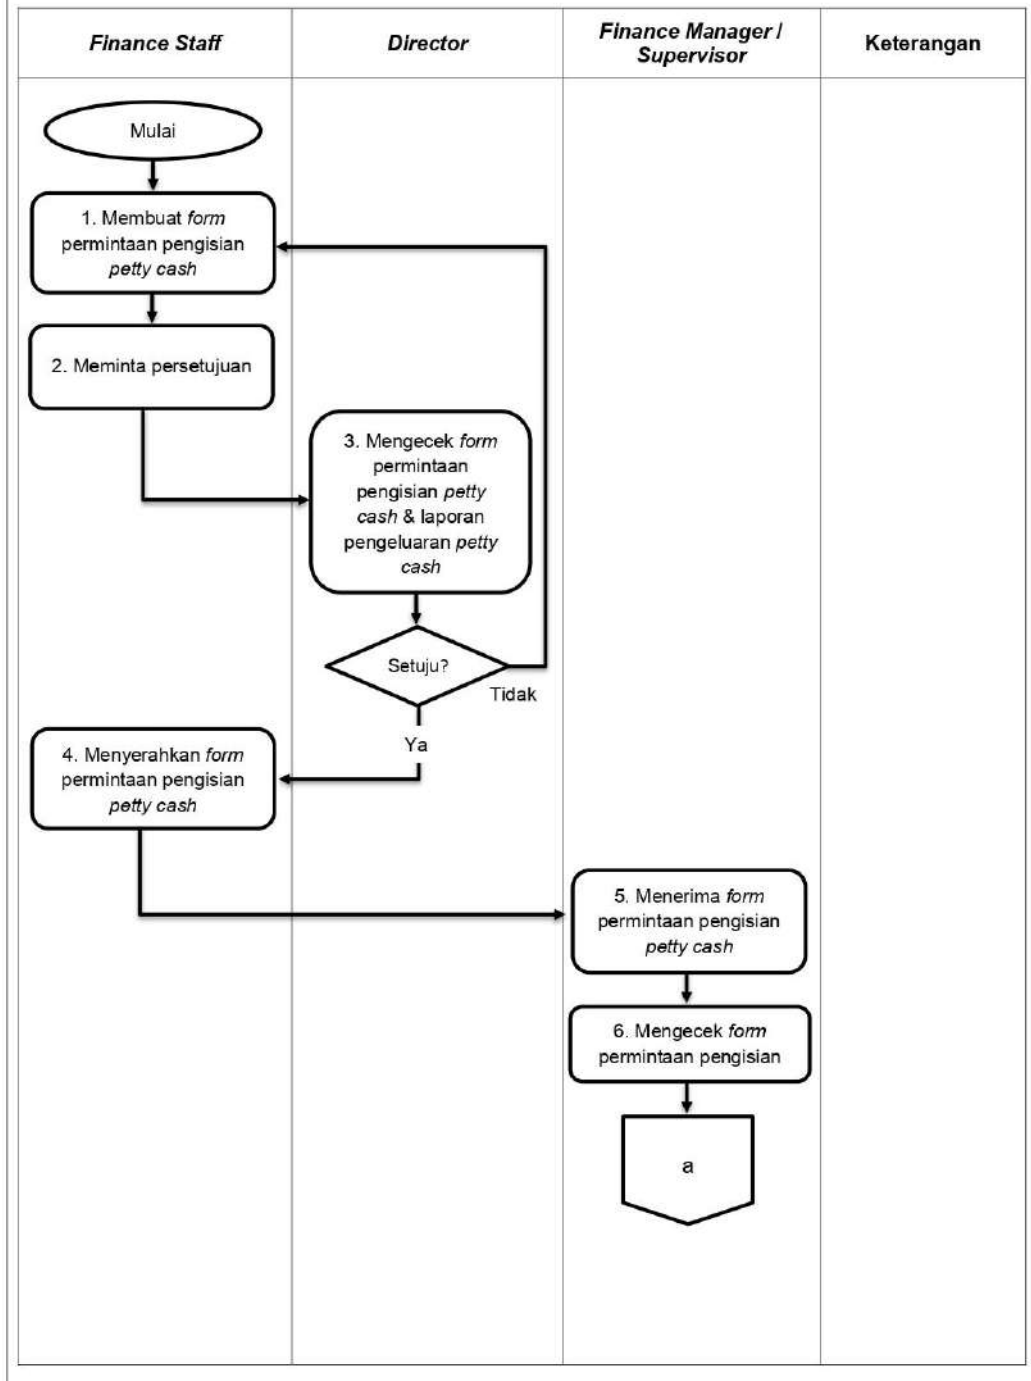 Finance Staff
Director
Finance Manager /
Supervisor
Keterangan
Mulai
1. Membuat form
permintaan pengisian
petty cash
2. Meminta persetujuan
3. Mengecek form
permintaan
pengisian petty
cash & laporan
pengeluaran petty
cash
Setuju?
Tidak
Ya
4. Menyerahkan form
permintaan pengisian
petty cash
5. Menerima form
permintaan pengisian
petty cash
6. Mengecek form
permintaan pengisian
a